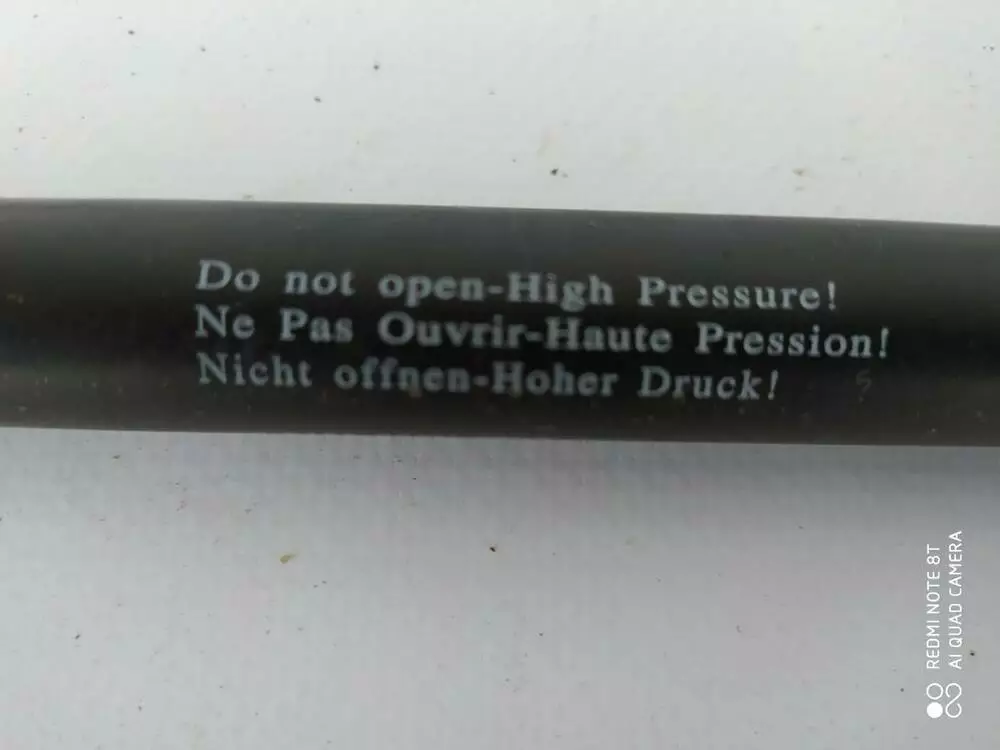 Do not open-High Pressure!
Ne Pas Ouvrir-Haute Pression!
Nicht offnen-Hoher Druck!
REDMI NOTE 8T
AI QUAD CAMERA